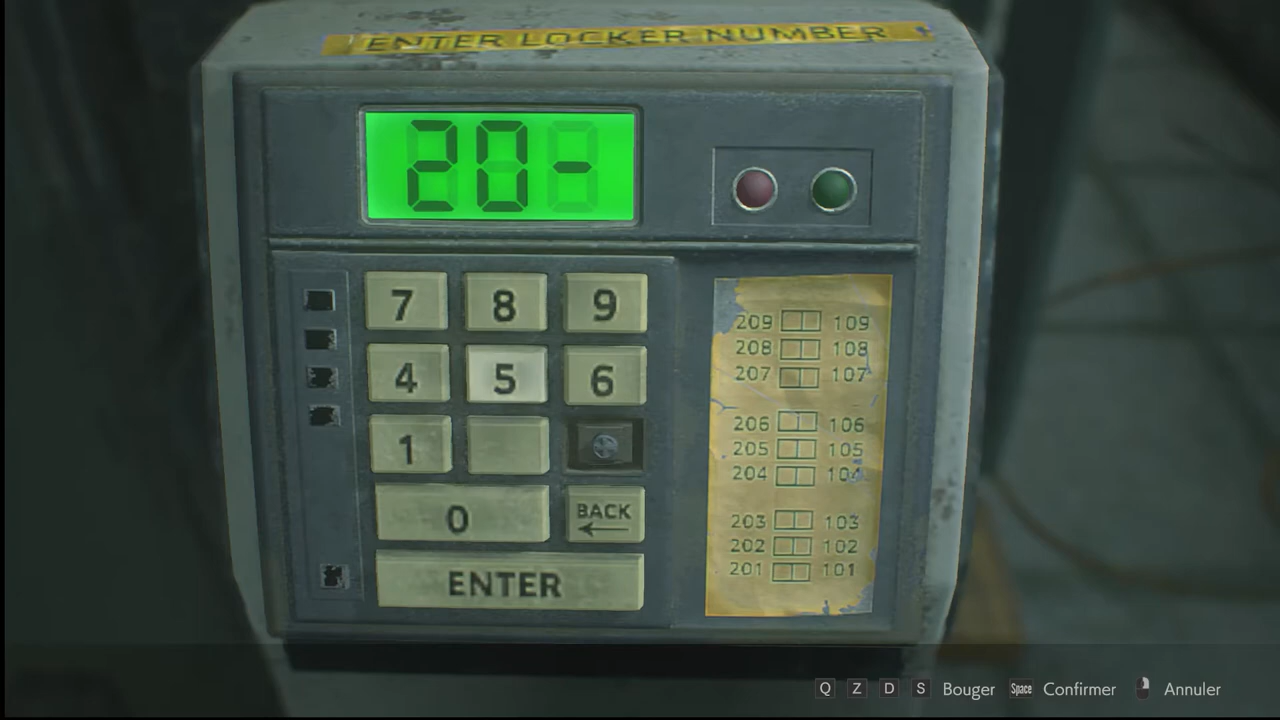 ENTER LOCKER NUMBER
20-
7 8 9
4 5 6
1
0 BACK
ENTER
209 109
208 108
207 107
206 106
205 105
204 104
203 103
202 102
201 101
Q Z D S Bouger Space Confirmer Annuler